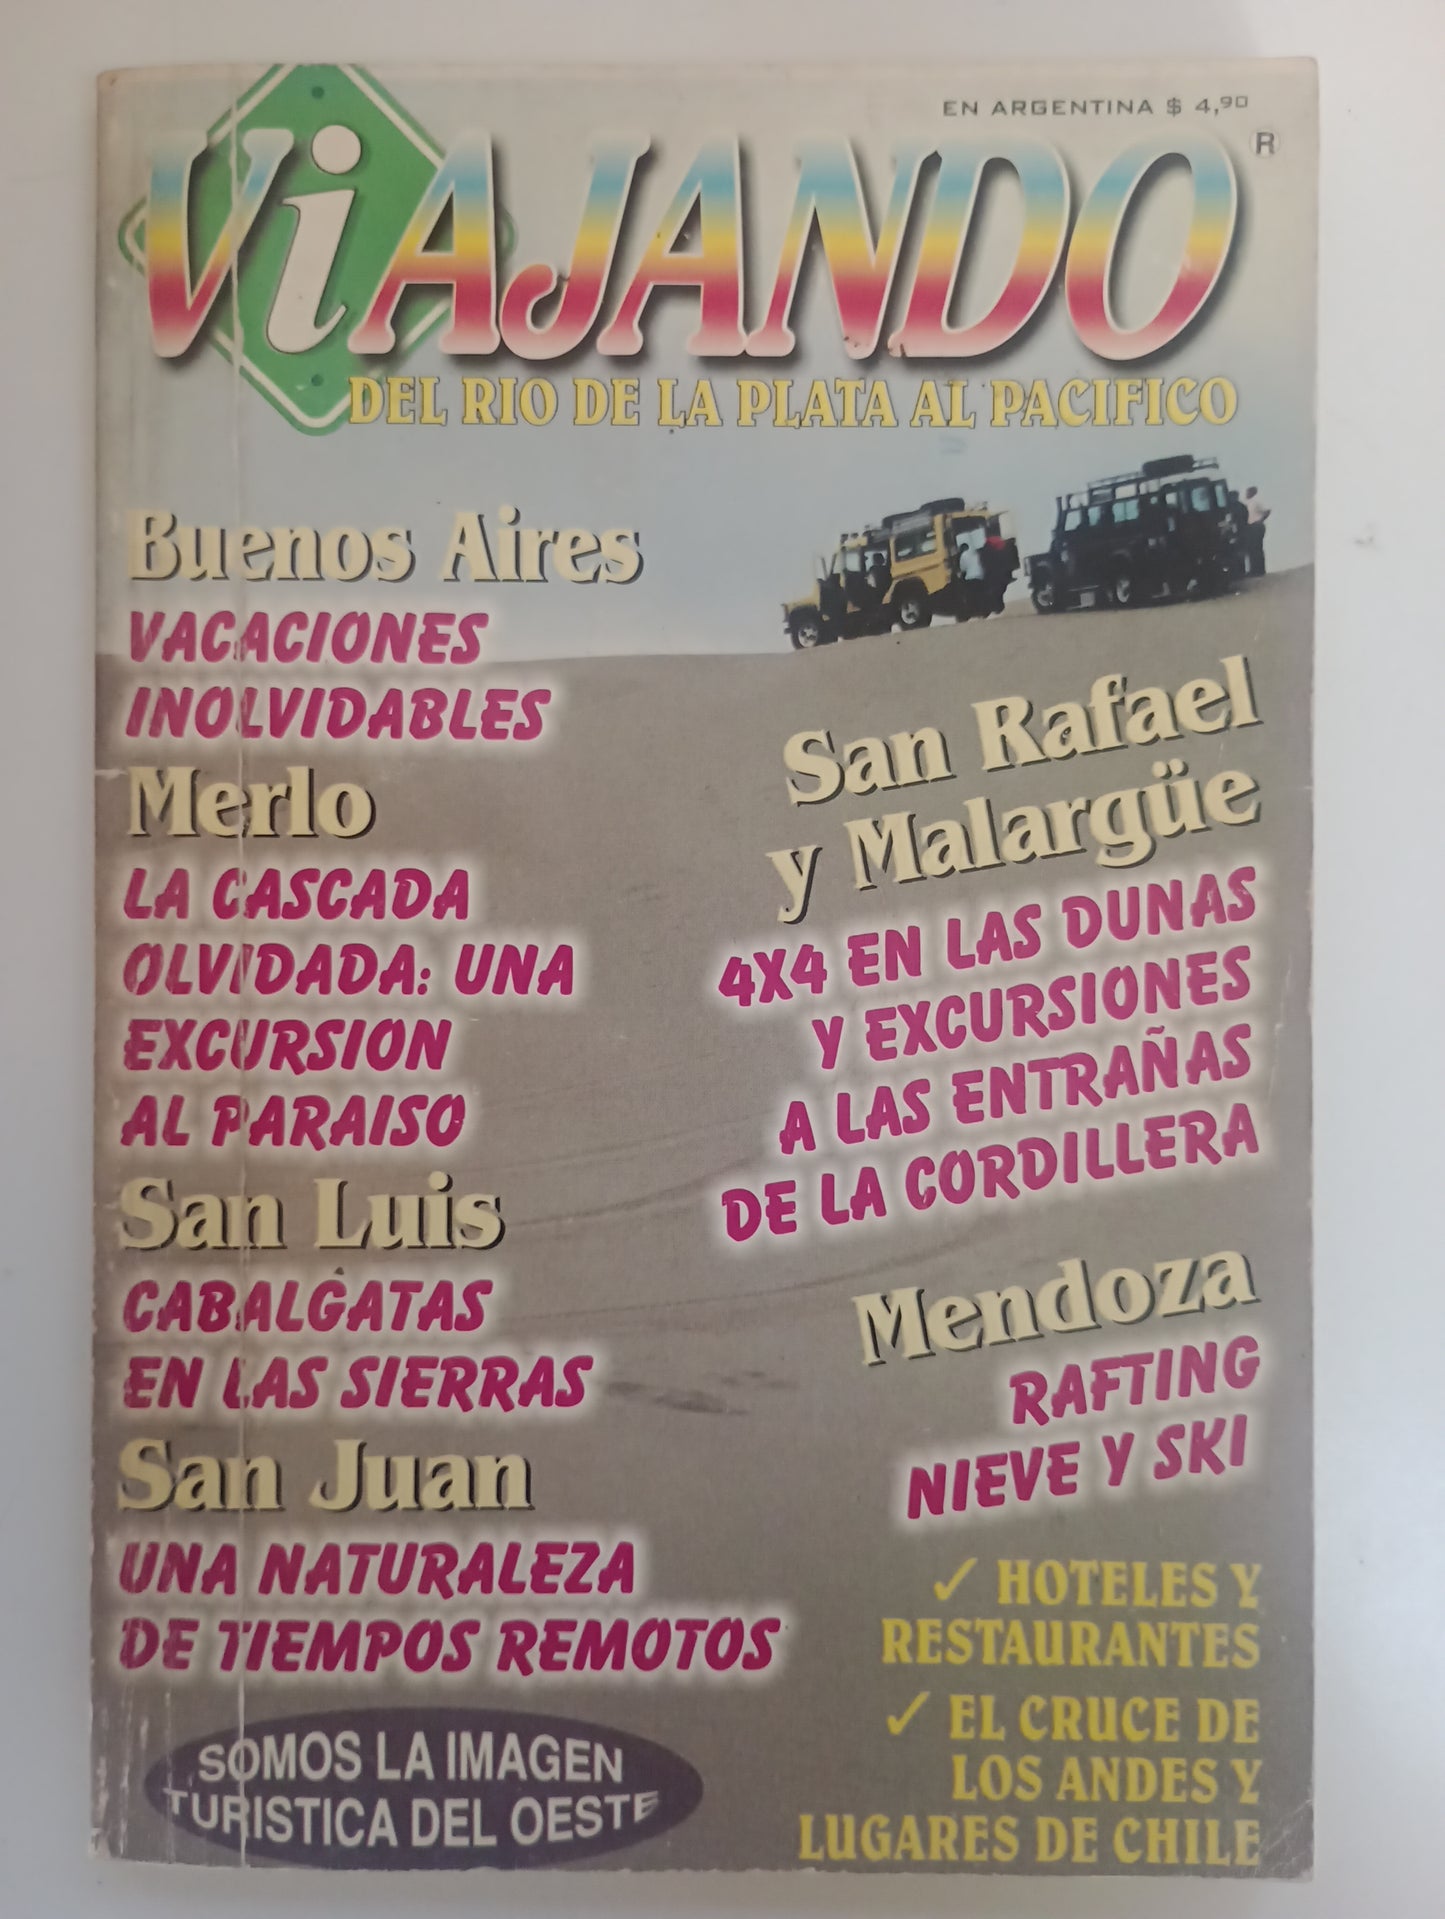 EN ARGENTINA $ 4,90
ViAJANDO ®
DEL RIO DE LA PLATA AL PACIFICO
Buenos Aires
VACACIONES
INOLVIDABLES
Merlo
LA CASCADA
OLVIDADA: UNA
EXCURSION
AL PARAISO
San Luis
CABALGATAS
EN LAS SIERRAS
San Juan
UNA NATURALEZA
DE TIEMPOS REMOTOS
SOMOS LA IMAGEN
TURISTICA DEL OESTE
San Rafael
y Malargüe
4X4 EN LAS DUNAS
Y EXCURSIONES
A LAS ENTRAÑAS
DE LA CORDILLERA
Mendoza
RAFTING
NIEVE Y SKI
✓ HOTELES Y
RESTAURANTES
✓ EL CRUCE DE
LOS ANDES Y
LUGARES DE CHILE